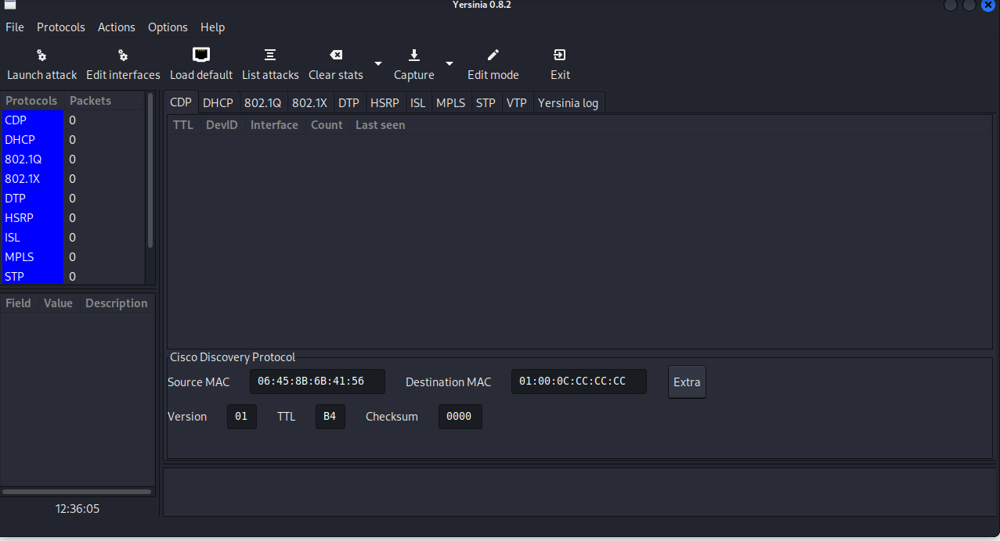 Yersinia 0.8.2
File Protocols Actions Options Help
Launch attack Edit interfaces Load default List attacks Clear stats Capture Edit mode Exit
Protocols Packets
CDP 0
DHCP 0
802.1Q 0
802.1X 0
DTP 0
HSRP 0
ISL 0
MPLS 0
STP 0
Field Value Description
12:36:05
CDP DHCP 802.1Q 802.1X DTP HSRP ISL MPLS STP VTP Yersinia log
TTL DevID Interface Count Last seen
Cisco Discovery Protocol
Source MAC 06:45:8B:6B:41:56 Destination MAC 01:00:0C:CC:CC:CC Extra
Version 01 TTL B4 Checksum 0000